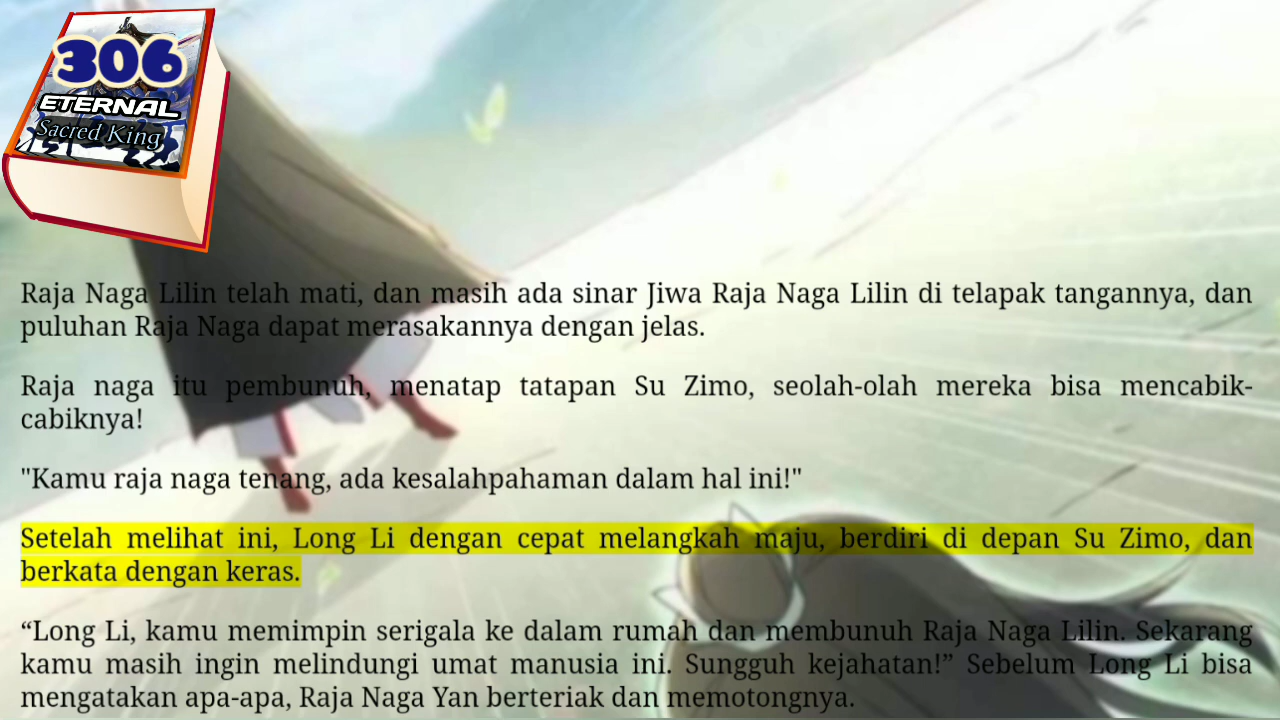 306
ETERNAL
Sacred King
Raja Naga Lilin telah mati, dan masih ada sinar Jiwa Raja Naga Lilin di telapak tangannya, dan
puluhan Raja Naga dapat merasakannya dengan jelas.
Raja naga itu pembunuh, menatap tatapan Su Zimo, seolah-olah mereka bisa mencabik-
cabiknya!
"Kamu raja naga tenang, ada kesalahpahaman dalam hal ini!"
Setelah melihat ini, Long Li dengan cepat melangkah maju, berdiri di depan Su Zimo, dan
berkata dengan keras.
“Long Li, kamu memimpin serigala ke dalam rumah dan membunuh Raja Naga Lilin. Sekarang
kamu masih ingin melindungi umat manusia ini. Sungguh kejahatan!” Sebelum Long Li bisa
mengatakan apa-apa, Raja Naga Yan berteriak dan memotongnya.